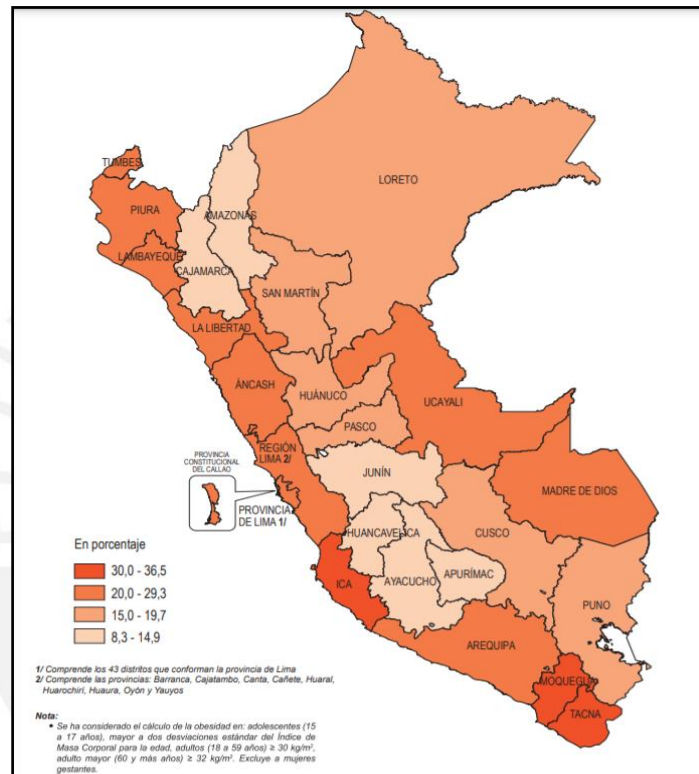 TUMBES
LORETO
PIURA
AMAZONAS
LAMBAYEQUE
CAJAMARCA
SAN MARTÍN
LA LIBERTAD
ÁNCASH
HUÁNUCO
UCAYALI
PASCO
REGIÓN
LIMA 2/
PROVINCIA
CONSTITUCIONAL
DEL CALLAO
JUNÍN
MADRE DE DIOS
PROVINCIA
DE LIMA 1/
CUSCO
HUANCAVELICA
En porcentaje
30,0 - 36,5
20,0 - 29,3
15,0 - 19,7
8,3 - 14,9
ICA
AYACUCHO
APURÍMAC
PUNO
AREQUIPA
MOQUEGUA
TACNA
1/ Comprende los 43 distritos que conforman la provincia de Lima
2/ Comprende las provincias: Barranca, Cajatambo, Canta, Cañete, Huaral,
Huarochirí, Huaura, Oyón y Yauyos
Nota:
• Se ha considerado el cálculo de la obesidad en: adolescentes (15
a 17 años), mayor a dos desviaciones estándar del Índice de
Masa Corporal para la edad, adultos (18 a 59 años) ≥ 30 kg/m²,
adulto mayor (60 y más años) ≥ 32 kg/m². Excluye a mujeres
gestantes.